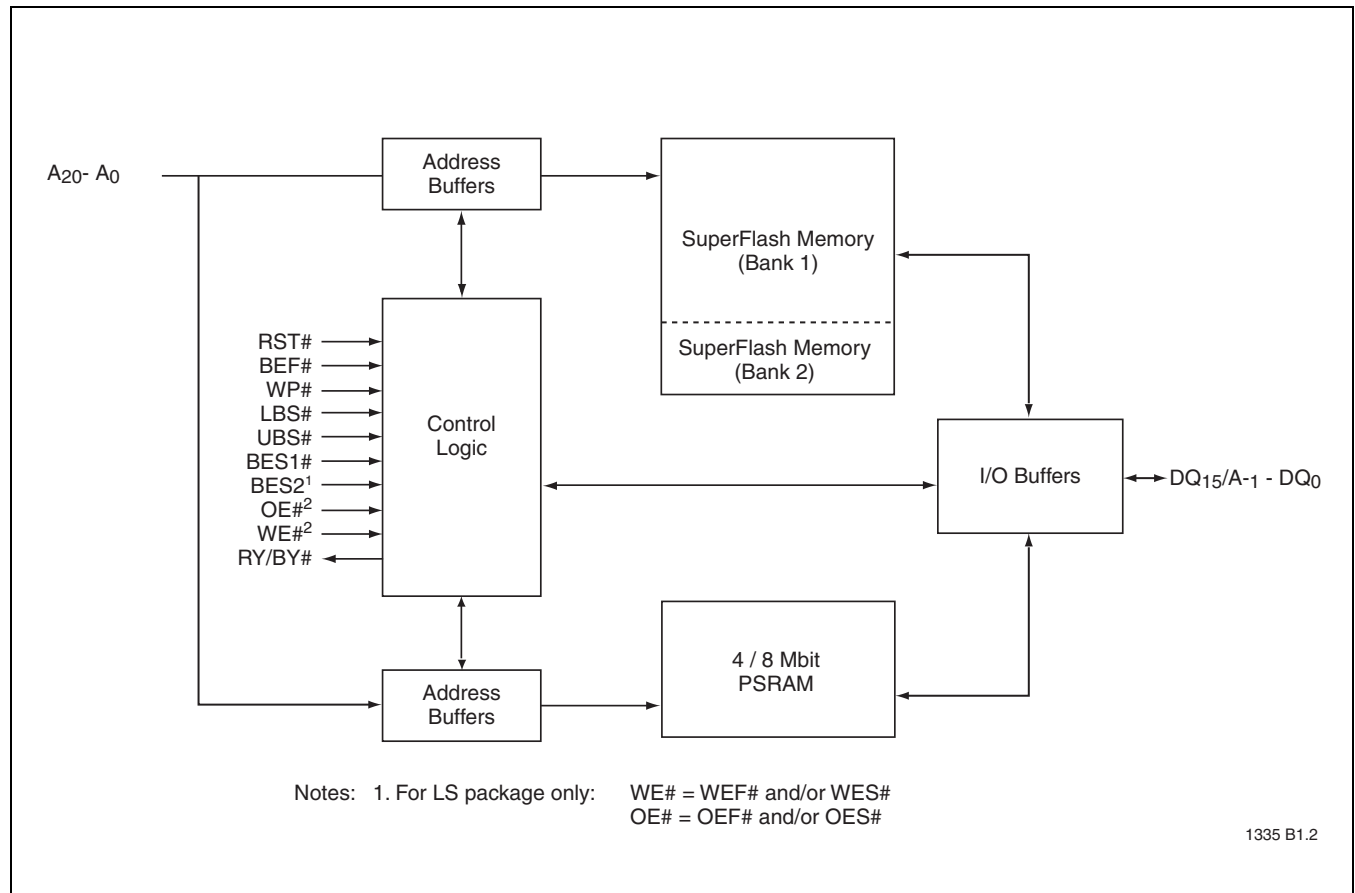 A20- A0
Address
Buffers
SuperFlash Memory
(Bank 1)
SuperFlash Memory
(Bank 2)
RST#
BEF#
WP#
LBS#
UBS#
BES1#
BES2¹
OE#²
WE#²
RY/BY#
Control
Logic
I/O Buffers
DQ15/A-1 - DQ0
Address
Buffers
4 / 8 Mbit
PSRAM
Notes: 1. For LS package only: WE# = WEF# and/or WES#
OE# = OEF# and/or OES#
1335 B1.2